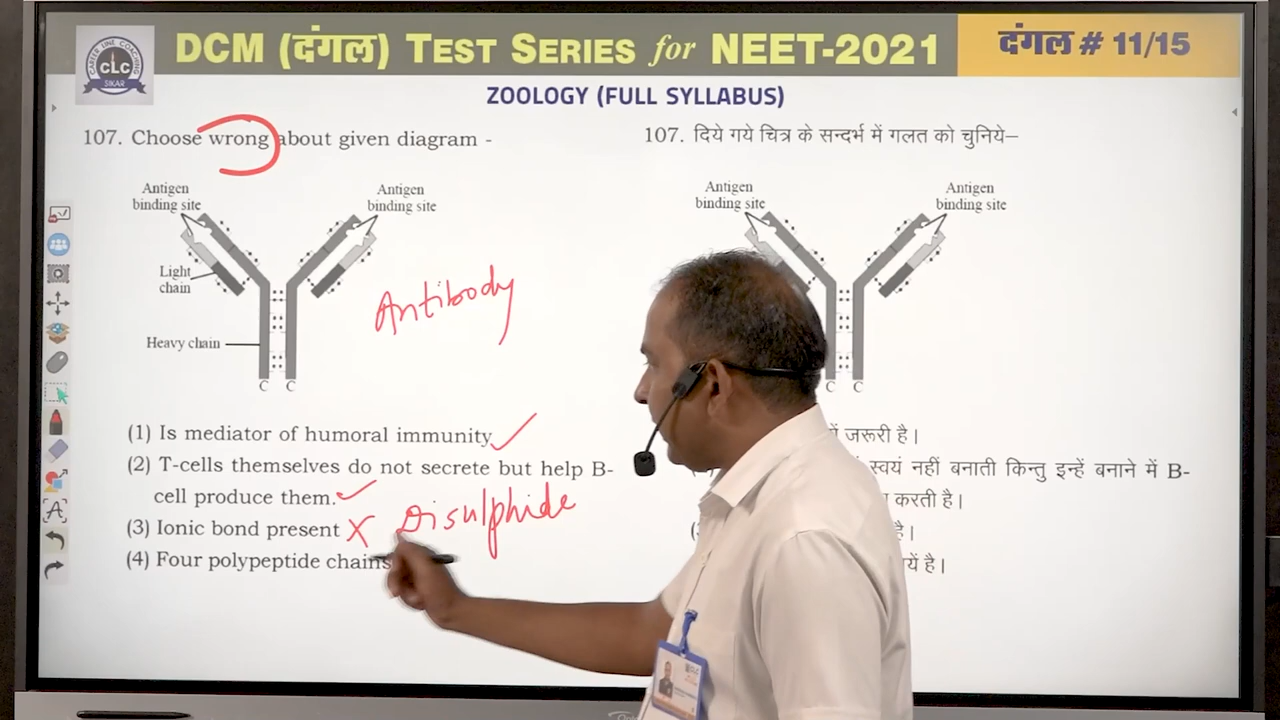 DCM (दंगल) TEST SERIES for NEET-2021
दंगल # 11/15
CAREER LINE COACHING
CLC
SIKAR
ZOOLOGY (FULL SYLLABUS)
107. Choose wrong about given diagram -
Antigen binding site
Antigen binding site
Light chain
Heavy chain
C C
Antibody
(1) Is mediator of humoral immunity
(2) T-cells themselves do not secrete but help B-
cell produce them.
(3) Ionic bond present
Disulphide
(4) Four polypeptide chains
107. दिये गये चित्र के सन्दर्भ में गलत को चुनिये–
Antigen binding site
Antigen binding site
C C
में जरूरी है।
स्वयं नहीं बनाती किन्तु इन्हें बनाने में B-
करती है।
है।
है।